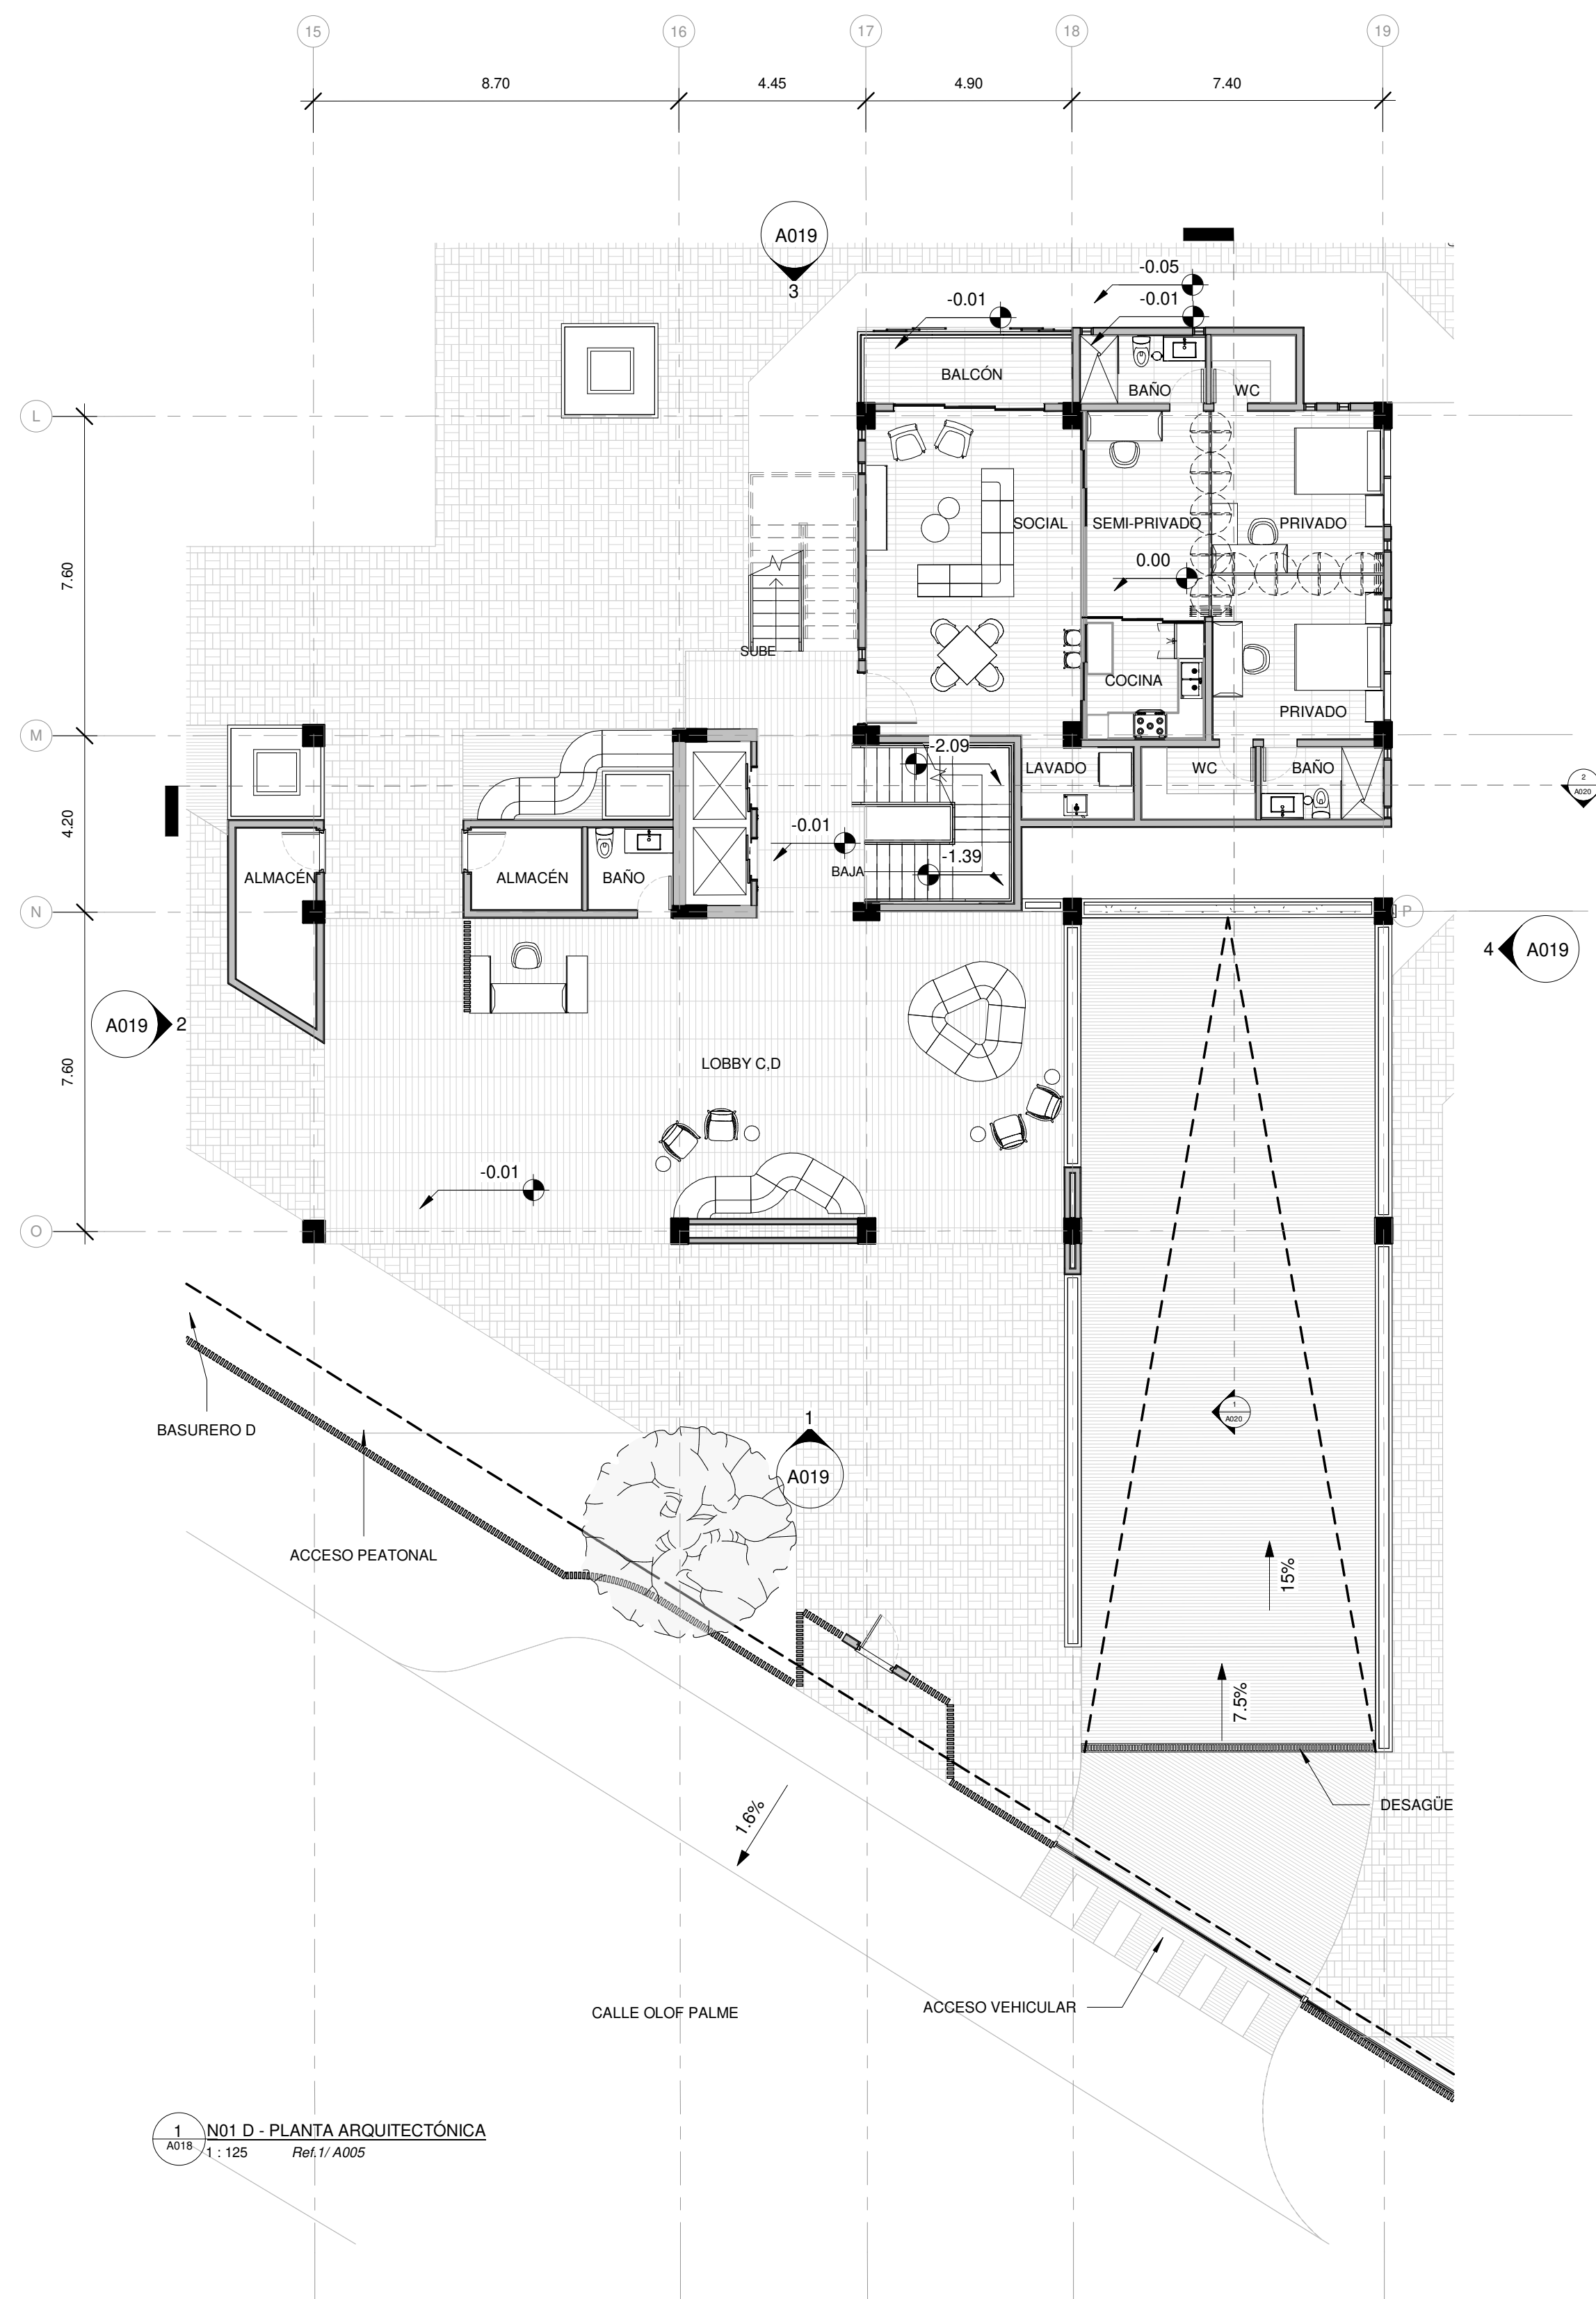 15
16
17
18
19
8.70
4.45
4.90
7.40
A019
3
-0.05
-0.01
-0.01
BALCÓN
BAÑO
WC
L
SOCIAL
SEMI-PRIVADO
PRIVADO
0.00
7.60
SUBE
COCINA
PRIVADO
M
-2.09
LAVADO
WC
BAÑO
2
A020
4.20
-0.01
-1.39
ALMACÉN
ALMACÉN
BAÑO
BAJA
N
P
4
A019
A019
2
7.60
LOBBY C,D
-0.01
O
1
A020
BASURERO D
1
A019
ACCESO PEATONAL
15%
7.5%
1.6%
DESAGÜE
ACCESO VEHICULAR
CALLE OLOF PALME
1
A018
N01 D - PLANTA ARQUITECTÓNICA
1 : 125
Ref.1/ A005